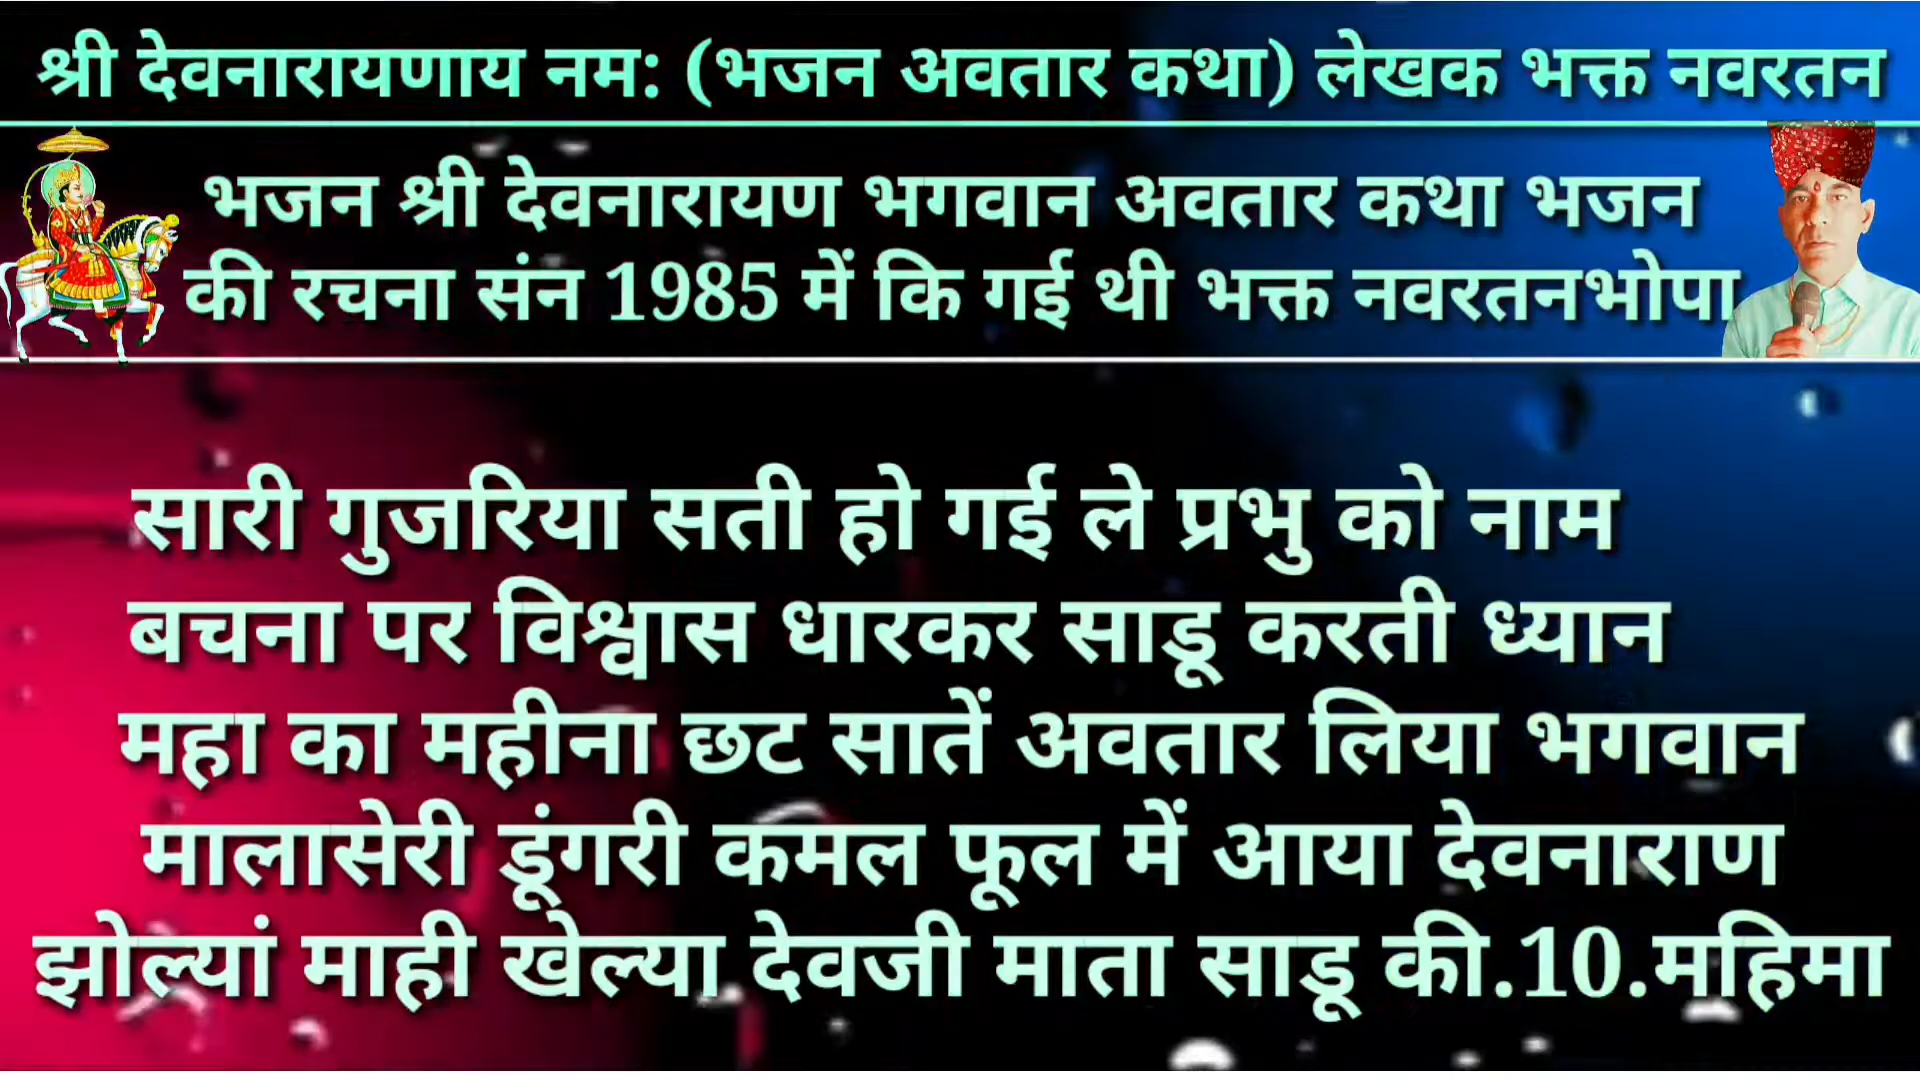 श्री देवनारायणाय नम: (भजन अवतार कथा) लेखक भक्त नवरतन
भजन श्री देवनारायण भगवान अवतार कथा भजन
की रचना संन 1985 में कि गई थी भक्त नवरतनभोपा
सारी गुजरिया सती हो गई ले प्रभु को नाम
बचना पर विश्वास धारकर साडू करती ध्यान
महा का महीना छट सातें अवतार लिया भगवान
मालासेरी डूंगरी कमल फूल में आया देवनाराण
झोल्यां माही खेल्या देवजी माता साडू की.10.महिमा